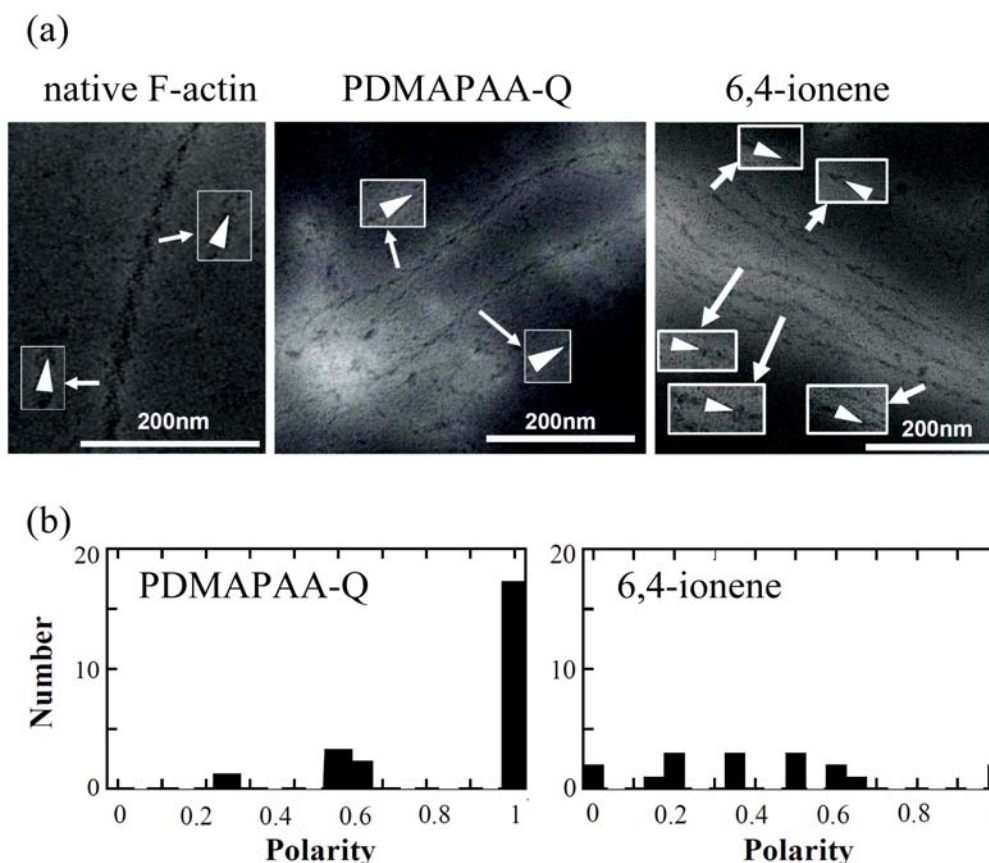 (a)
native F-actin PDMAPAA-Q 6,4-ionene
200nm 200nm 200nm
(b)
20 20
PDMAPAA-Q 6,4-ionene
Number
10 10
0 0
0 0.2 0.4 0.6 0.8 1 0 0.2 0.4 0.6 0.8
Polarity Polarity